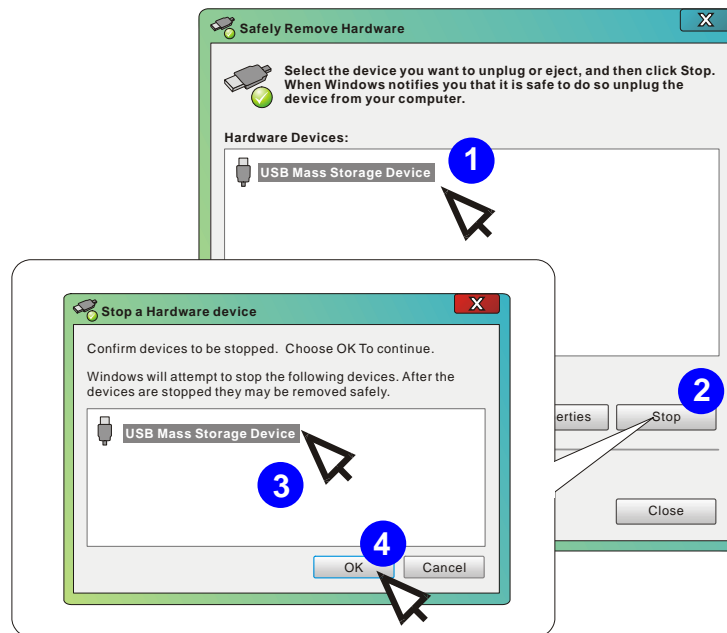 Safely Remove Hardware
X
Select the device you want to unplug or eject, and then click Stop.
When Windows notifies you that it is safe to do so unplug the
device from your computer.
Hardware Devices:
1
USB Mass Storage Device
2
erties
Stop
Close
Stop a Hardware device
X
Confirm devices to be stopped. Choose OK To continue.
Windows will attempt to stop the following devices. After the
devices are stopped they may be removed safely.
USB Mass Storage Device
3
4
OK
Cancel